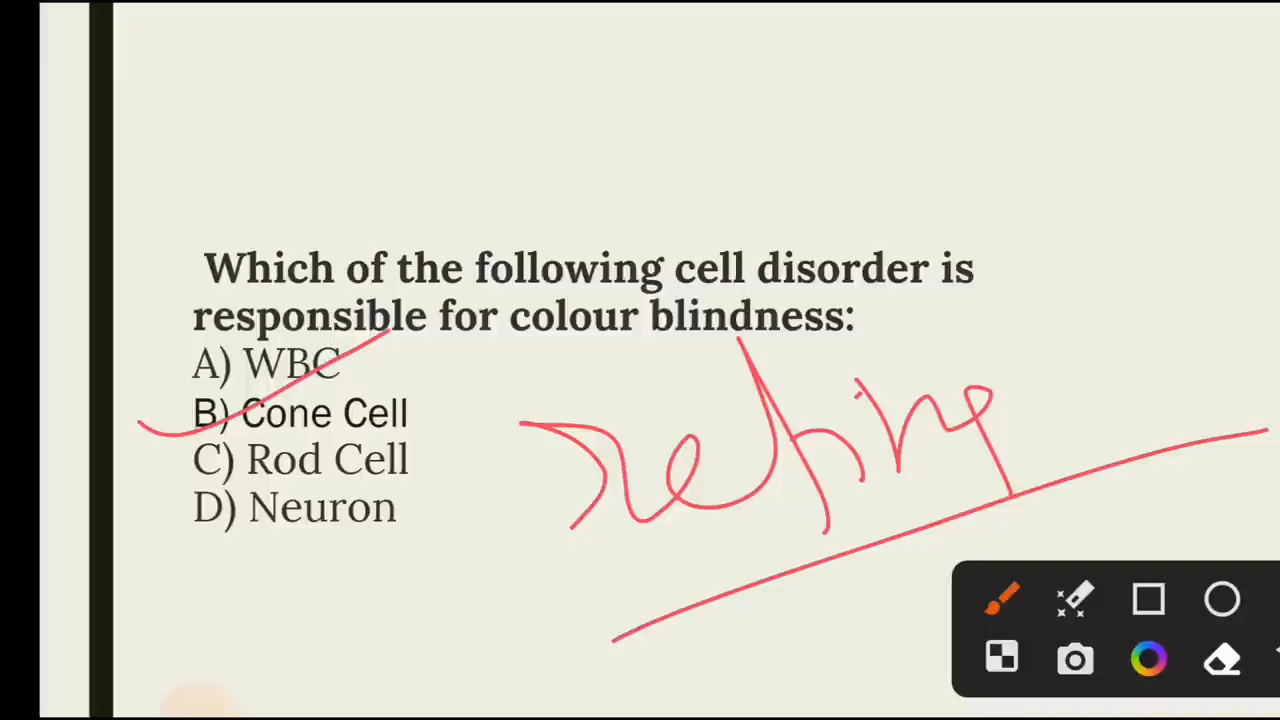 Which of the following cell disorder is
responsible for colour blindness:
A) WBC
B) Cone Cell
C) Rod Cell
D) Neuron
retina